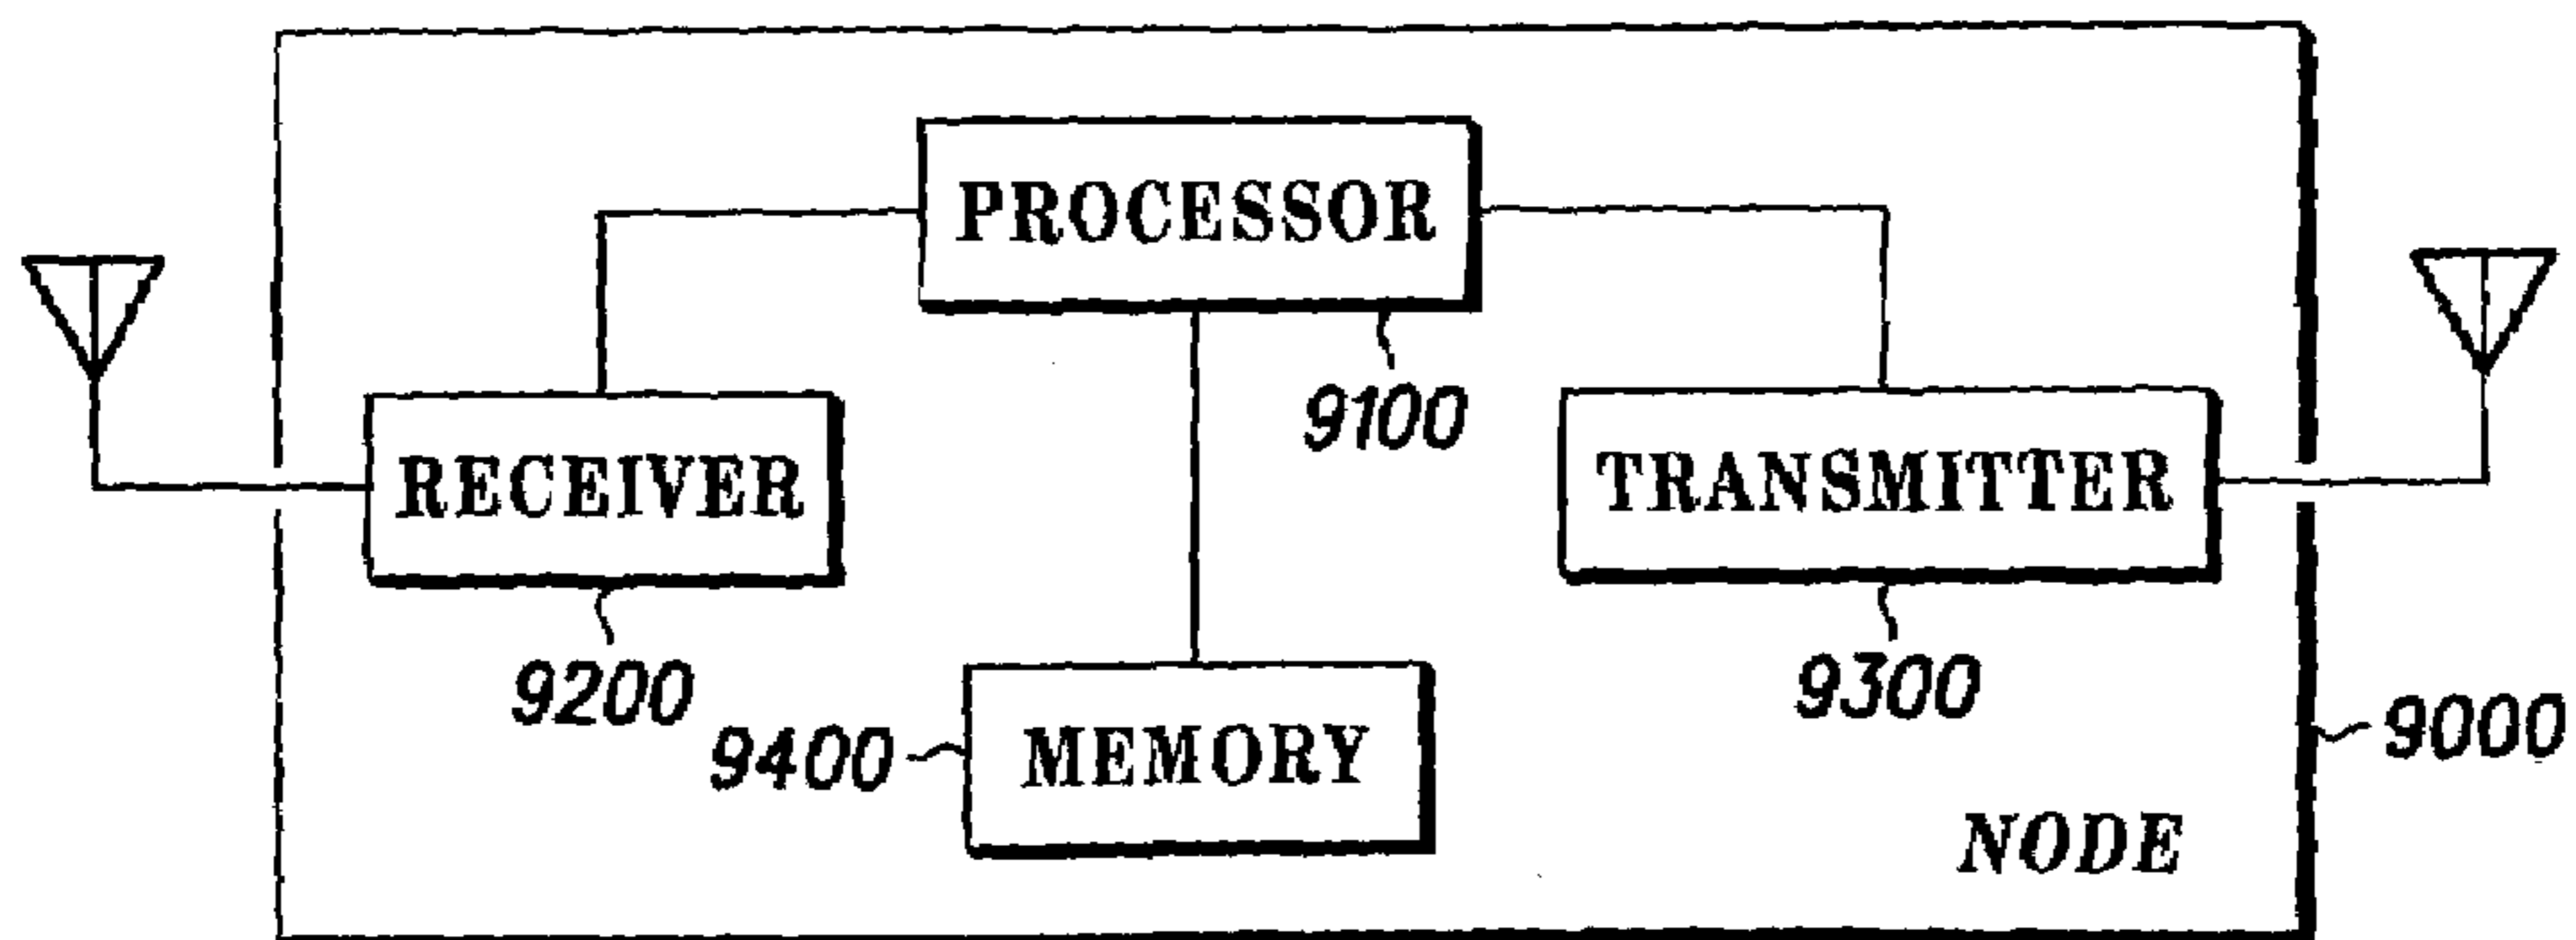 PROCESSOR
9100
RECEIVER
9200
TRANSMITTER
9300
MEMORY
9400
9000
NODE